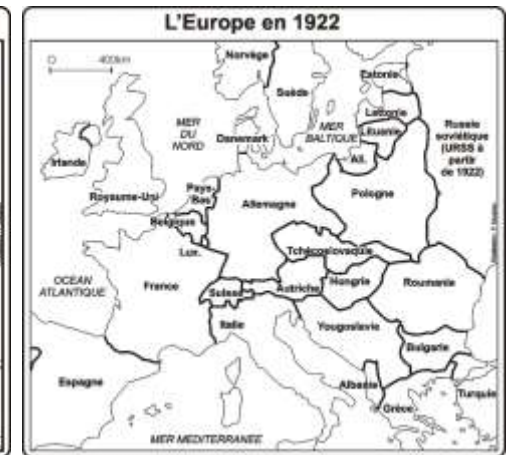 L'Europe en 1922
0 400km
Norvège
Suède
Estonie
MER
DU
NORD
Danemark
MER
BALTIQUE
Lettonie
Lituanie
Russie
soviétique
(URSS à
partir
de 1922)
Irlande
All.
Royaume-Uni
Pays-
Bas
Allemagne
Pologne
Belgique
Lux.
Tchécoslovaquie
OCEAN
ATLANTIQUE
France
Suisse
Autriche
Hongrie
Roumanie
Italie
Yougoslavie
Bulgarie
Espagne
Albanie
Grèce
Turquie
MER MEDITERRANEE